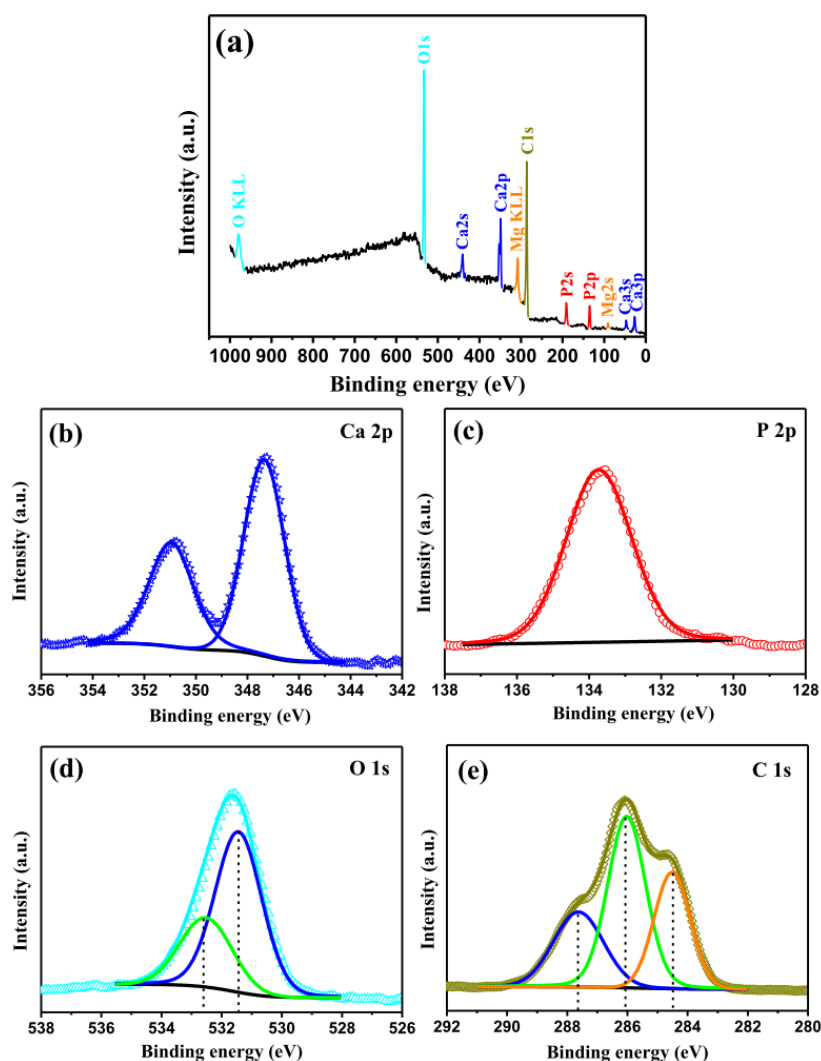 (a)
O KLL
O1s
Ca2s
Ca2p
Mg KLL
C1s
P2s
P2p
Mg2s
Ca3s
Ca3p
Intensity (a.u.)
1000 900 800 700 600 500 400 300 200 100 0
Binding energy (eV)
(b)
Ca 2p
Intensity (a.u.)
356 354 352 350 348 346 344 342
Binding energy (eV)
(c)
P 2p
Intensity (a.u.)
138 136 134 132 130 128
Binding energy (eV)
(d)
O 1s
Intensity (a.u.)
538 536 534 532 530 528 526
Binding energy (eV)
(e)
C 1s
Intensity (a.u.)
292 290 288 286 284 282 280
Binding energy (eV)